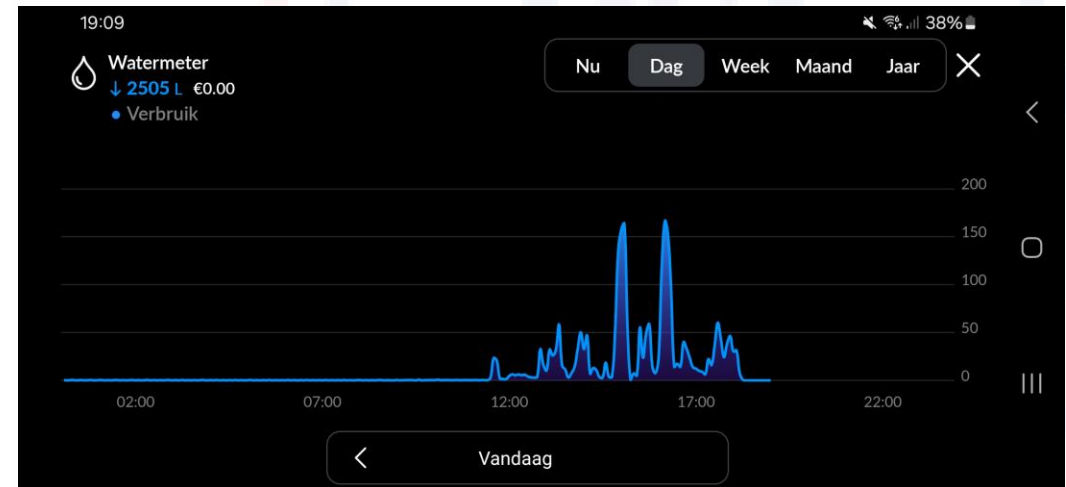 19:09
38%
Watermeter
↓ 2505 L €0.00
• Verbruik
Nu Dag Week Maand Jaar
200
150
100
50
0
02:00 07:00 12:00 17:00 22:00
Vandaag